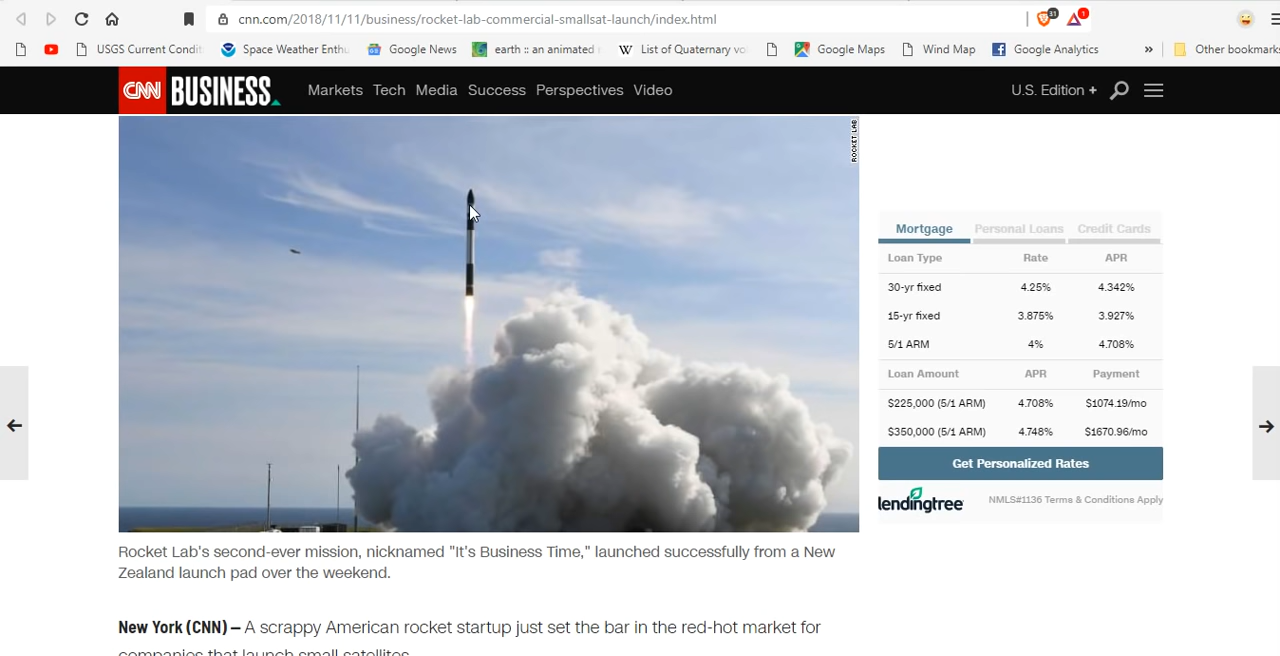 cnn.com/2018/11/11/business/rocket-lab-commercial-smallsat-launch/index.html
31
1
USGS Current Condit
Space Weather Enthu
Google News
earth :: an animated
W
List of Quaternary vo
Google Maps
Wind Map
Google Analytics
»
Other bookmarks
CNN BUSINESS
Markets Tech Media Success Perspectives Video
U.S. Edition +
ROCKET LAB
Mortgage Personal Loans Credit Cards
Loan Type Rate APR
30-yr fixed 4.25% 4.342%
15-yr fixed 3.875% 3.927%
5/1 ARM 4% 4.708%
Loan Amount APR Payment
$225,000 (5/1 ARM) 4.708% $1074.19/mo
$350,000 (5/1 ARM) 4.748% $1670.96/mo
Get Personalized Rates
lendingtree NMLS#1136 Terms & Conditions Apply
Rocket Lab's second-ever mission, nicknamed "It's Business Time," launched successfully from a New
Zealand launch pad over the weekend.
New York (CNN) — A scrappy American rocket startup just set the bar in the red-hot market for
companies that launch small satellites.